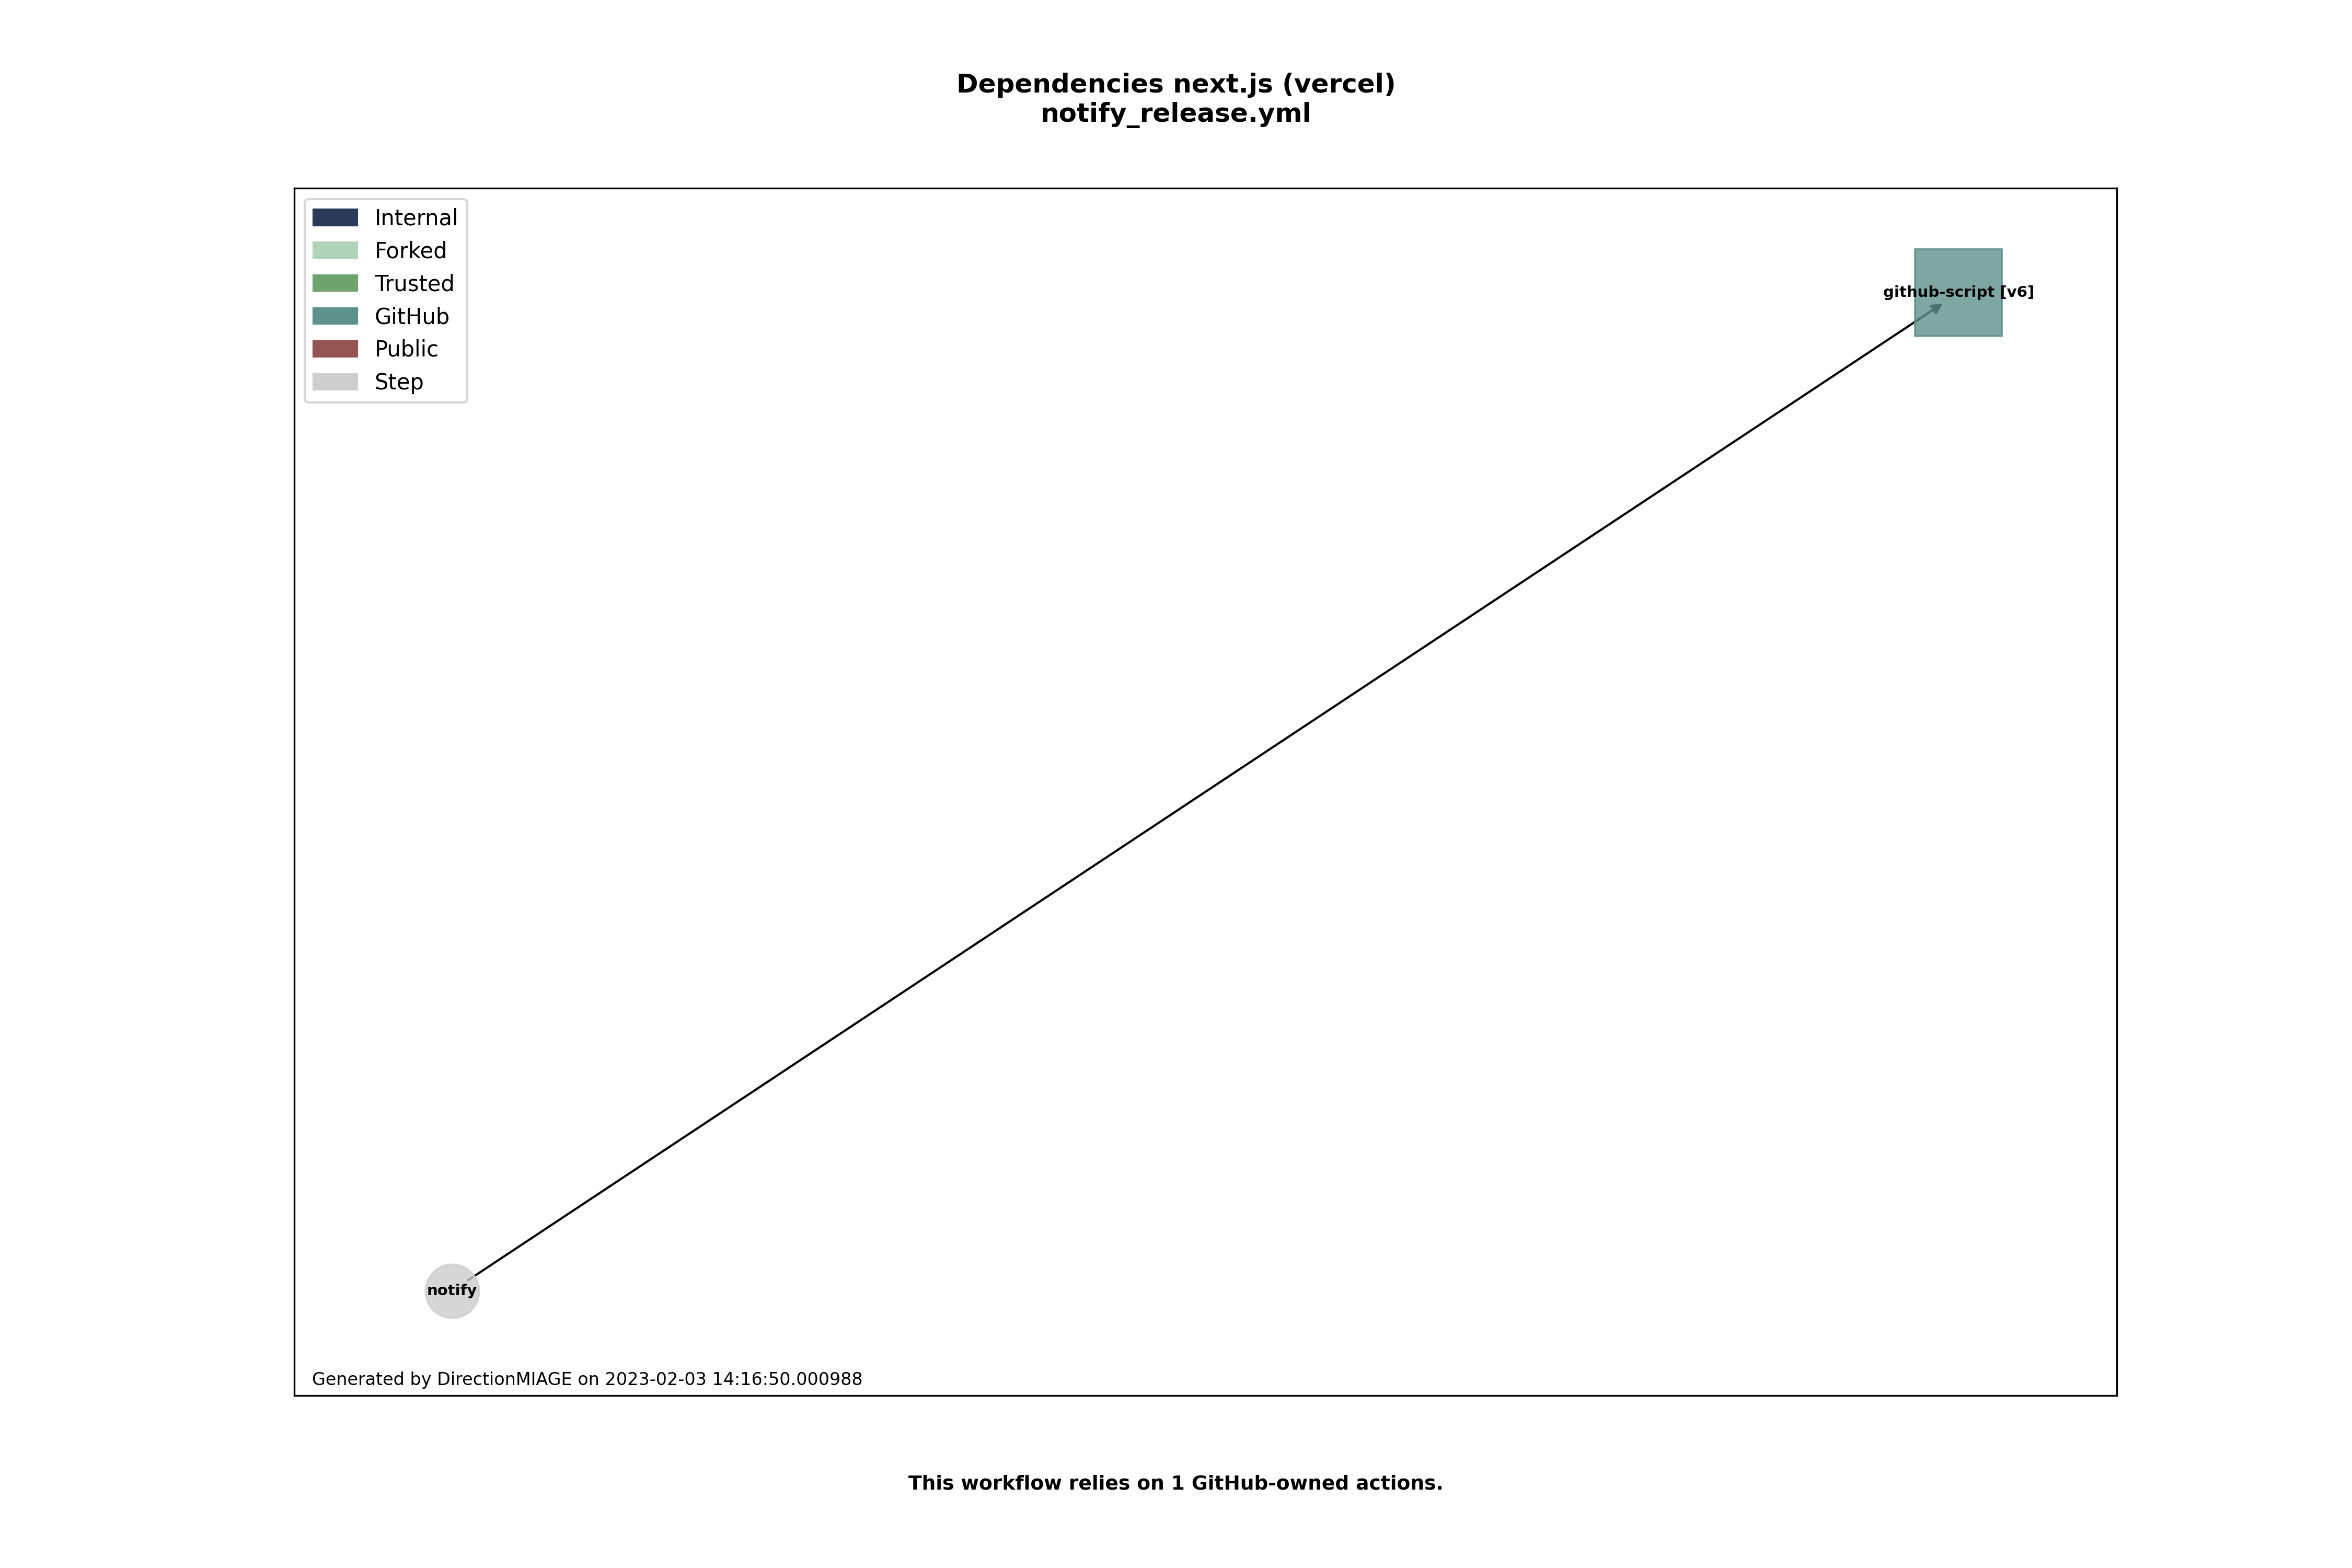 Dependencies next.js (vercel)
notify_release.yml
Internal
Forked
Trusted
GitHub
Public
Step
github-script [v6]
notify
Generated by DirectionMIAGE on 2023-02-03 14:16:50.000988
This workflow relies on 1 GitHub-owned actions.